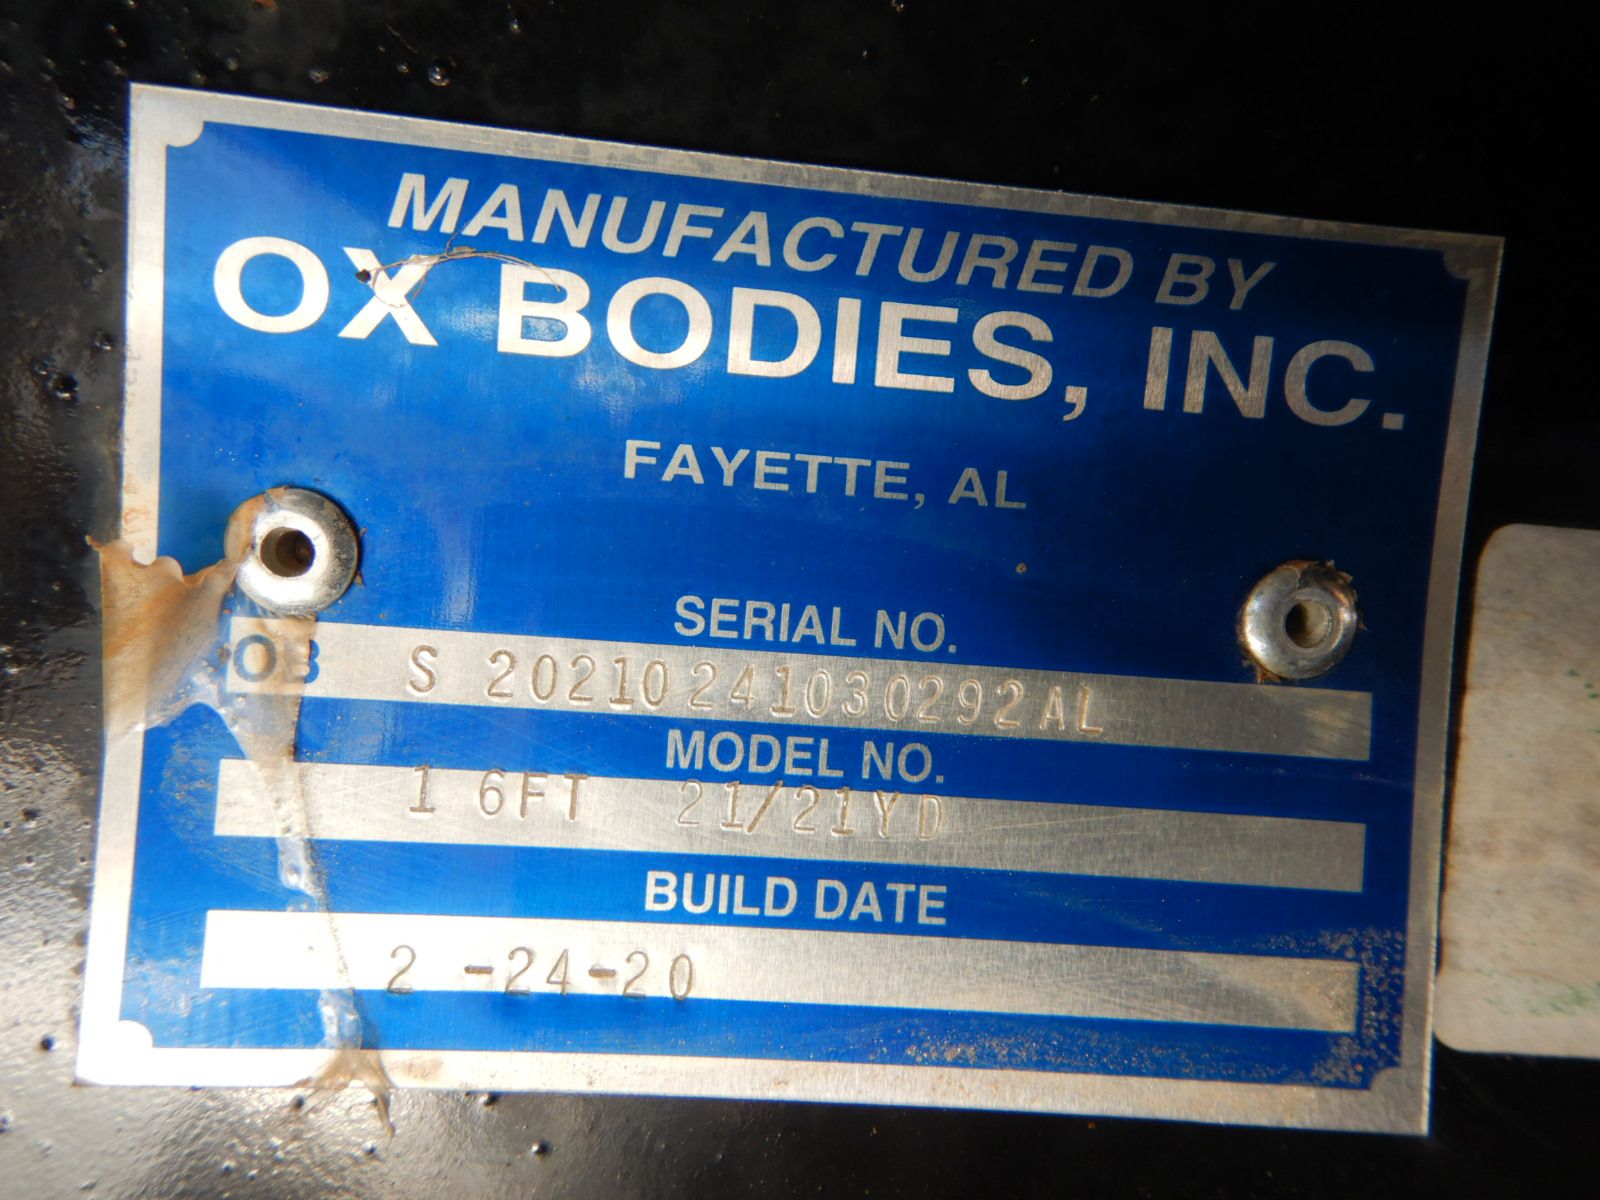 MANUFACTURED BY
OX BODIES, INC.
FAYETTE, AL
SERIAL NO.
OB S 20210241030292AL
MODEL NO.
1 6FT 21/21YD
BUILD DATE
2 -24-20